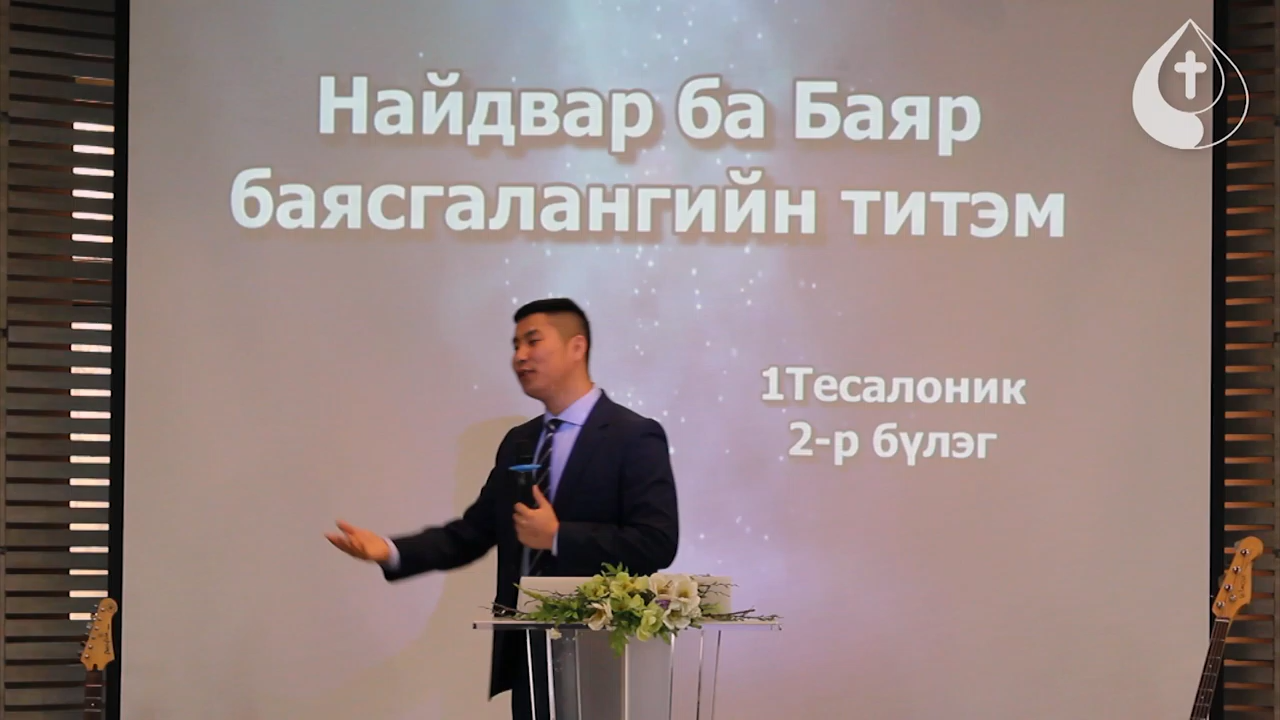 Найдвар ба Баяр
баясгалангийн титэм
1Тесалоник
2-р бүлэг